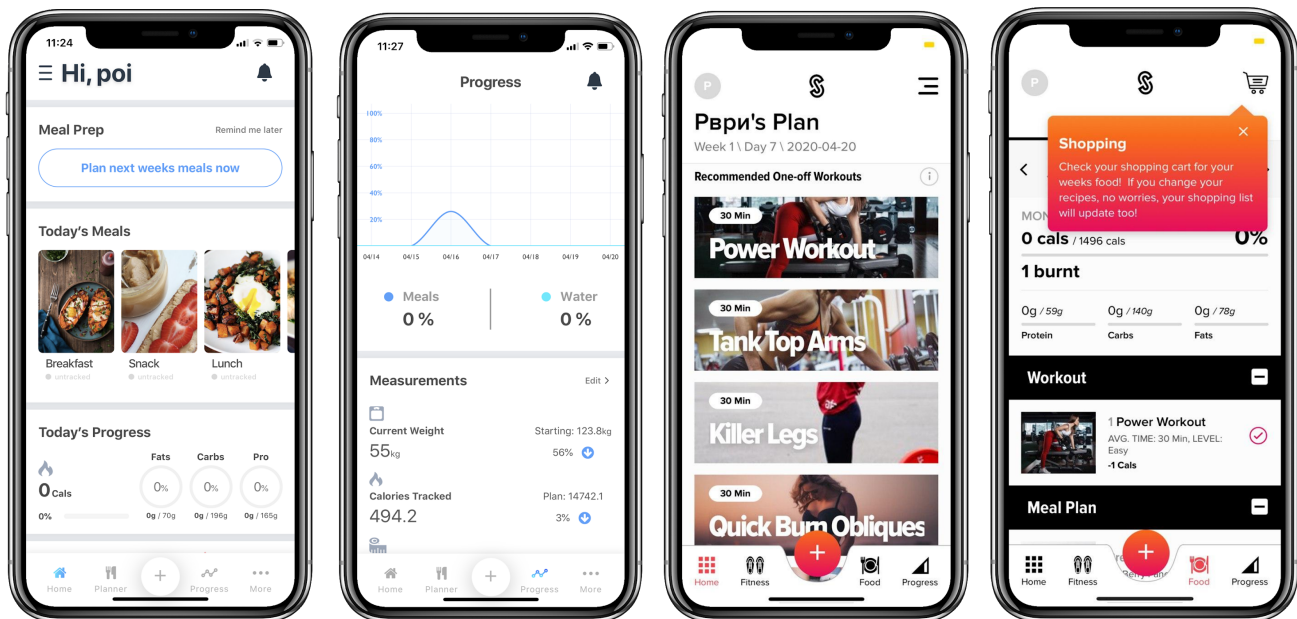 11:24
Hi, poi
Meal Prep
Remind me later
Plan next weeks meals now
Today's Meals
Breakfast
untracked
Snack
untracked
Lunch
untracked
Today's Progress
Fats
Carbs
Pro
0 Cals
0%
0%
0%
0%
0g / 70g
0g / 196g
0g / 165g
Home
Planner
+
Progress
More
11:27
Progress
100%
80%
60%
40%
20%
04/14
04/15
04/16
04/17
04/18
04/19
04/20
Meals
0 %
Water
0 %
Measurements
Edit >
Current Weight
Starting: 123.8kg
55kg
56%
Calories Tracked
Plan: 14742.1
494.2
3%
Home
Planner
+
Progress
More
P
Рври's Plan
Week 1 \ Day 7 \ 2020-04-20
Recommended One-off Workouts
i
30 Min
Power Workout
30 Min
Tank Top Arms
30 Min
Killer Legs
30 Min
Quick Burn Obliques
Home
Fitness
+
Food
Progress
P
Shopping
Check your shopping cart for your
weeks food! If you change your
recipes, no worries, your shopping list
will update too!
MON
0 cals / 1496 cals
0%
1 burnt
0g / 59g
0g / 140g
0g / 78g
Protein
Carbs
Fats
Workout
1 Power Workout
AVG. TIME: 30 Min, LEVEL:
Easy
-1 Cals
Meal Plan
Home
Fitness
+
Food
Progress